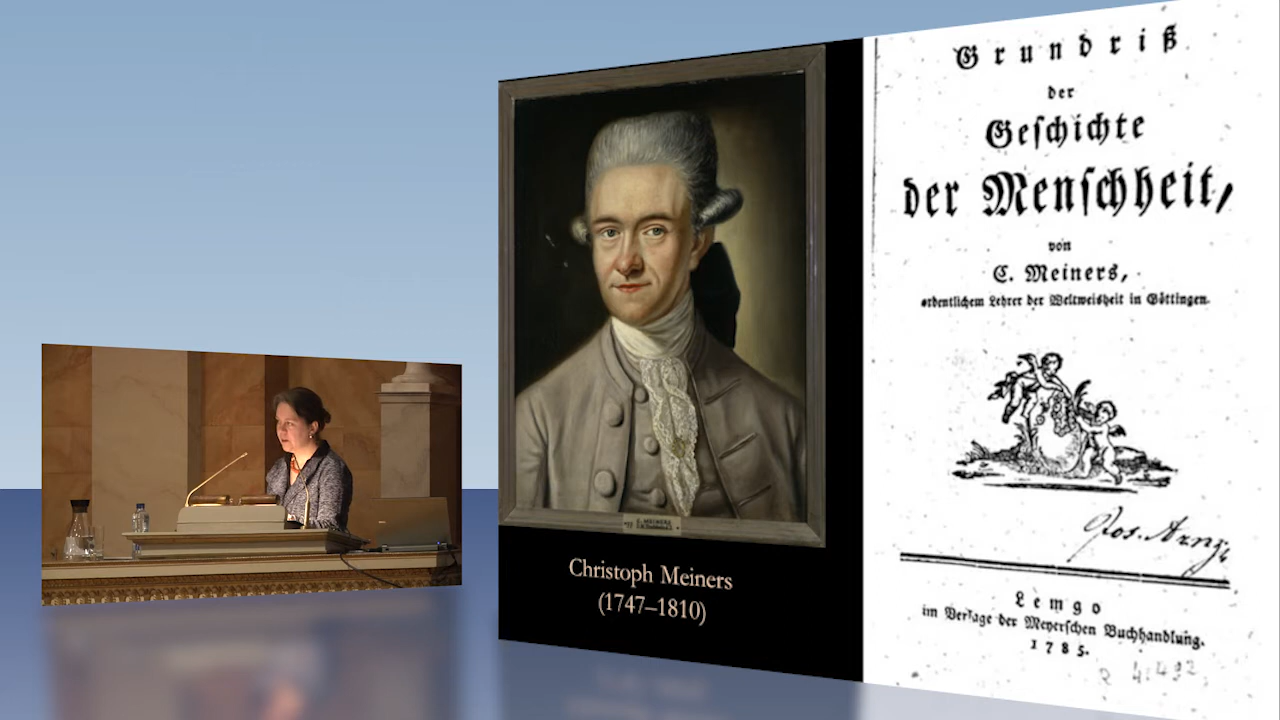 C. MEINERS
Christoph Meiners
(1747–1810)
Grundriß
der
Geſchichte
der Menſchheit,
von
C. Meiners,
ordentlichem Lehrer der Weltweisheit in Göttingen.
Lemgo
im Verlage der Meyerſchen Buchhandlung.
1785.